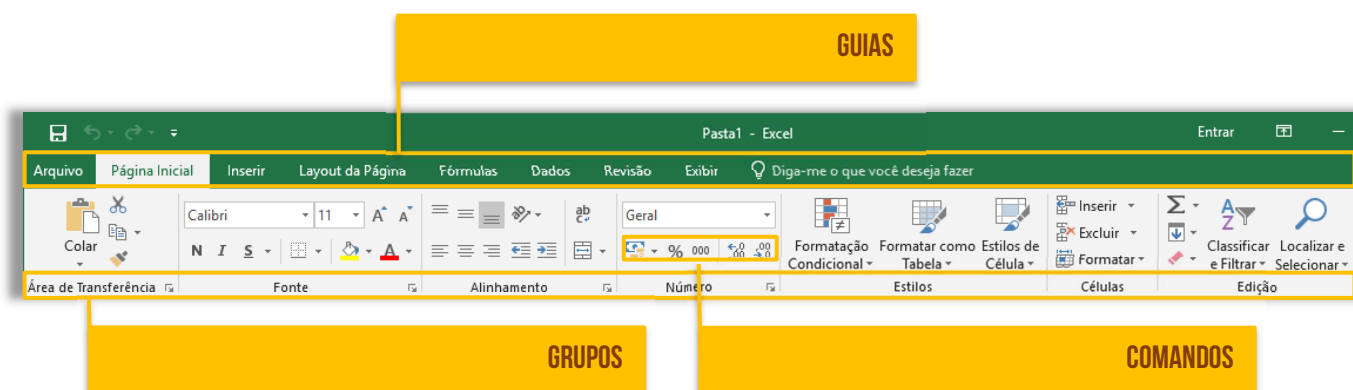 GUIAS
Pasta1 - Excel
Entrar
Arquivo Página Inicial Inserir Layout da Página Fórmulas Dados Revisão Exibir Diga-me o que você deseja fazer
Calibri 11 A A ab c Geral Inserir Σ A Z
Colar Excluir
N I S A % 000 Formatação Formatar como Estilos de Formatar Classificar Localizar e
Condicional Tabela Célula e Filtrar Selecionar
Área de Transferência Fonte Alinhamento Número Estilos Células Edição
GRUPOS COMANDOS